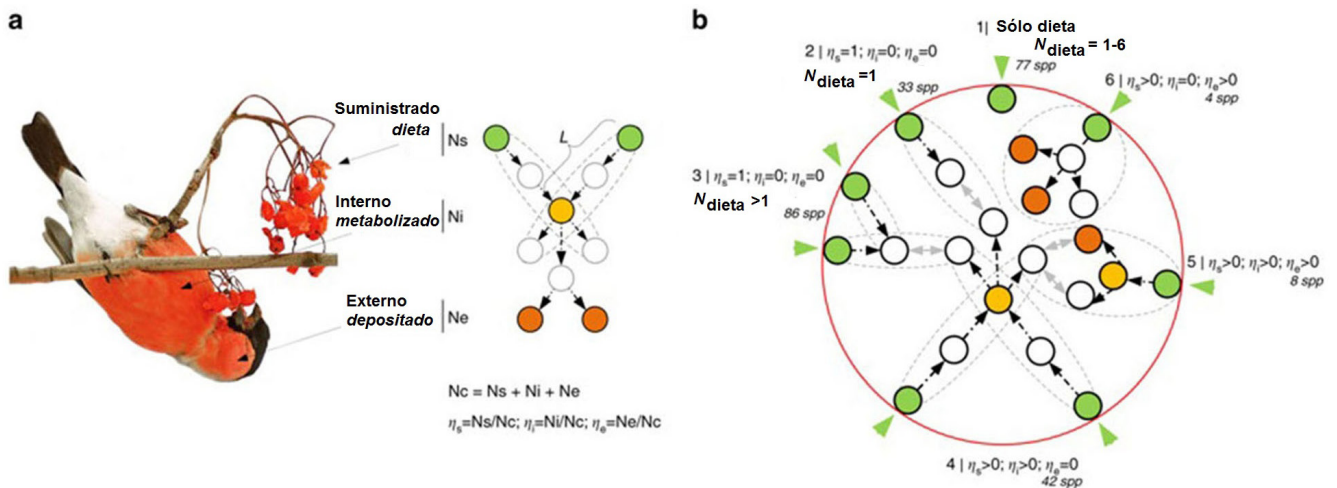 a
Suministrado
dieta
Ns
L
Interno
metabolizado
Ni
Externo
depositado
Ne
Nc = Ns + Ni + Ne
ηs=Ns/Nc; ηi=Ni/Nc; ηe=Ne/Nc
b
1| Sólo dieta
Ndieta = 1-6
77 spp
2 | ηs=1; ηi=0; ηe=0
Ndieta =1
33 spp
6 | ηs>0; ηi=0; ηe>0
4 spp
3 | ηs=1; ηi=0; ηe=0
Ndieta >1
86 spp
5 | ηs>0; ηi>0; ηe>0
8 spp
4 | ηs>0; ηi>0; ηe=0
42 spp